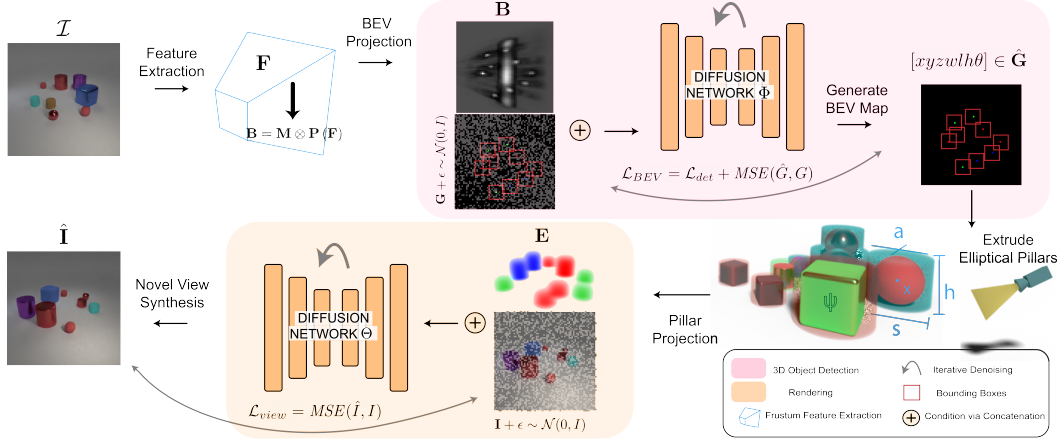 𝓘
Feature
Extraction
F
B = M ⊗ P (F)
BEV
Projection
B
G + ϵ ∼ 𝒩(0, I)
+
DIFFUSION
NETWORK Φ
ℒ_BEV = ℒ_det + MSE(Ĝ, G)
Generate
BEV Map
[xyzwlhθ] ∈ Ĝ
Extrude
Elliptical Pillars
a
x
h
s
ψ
Pillar
Projection
E
I + ϵ ∼ 𝒩(0, I)
+
DIFFUSION
NETWORK Θ
ℒ_view = MSE(Î, I)
Novel View
Synthesis
Î
3D Object Detection
Rendering
Frustum Feature Extraction
Iterative Denoising
Bounding Boxes
+
Condition via Concatenation